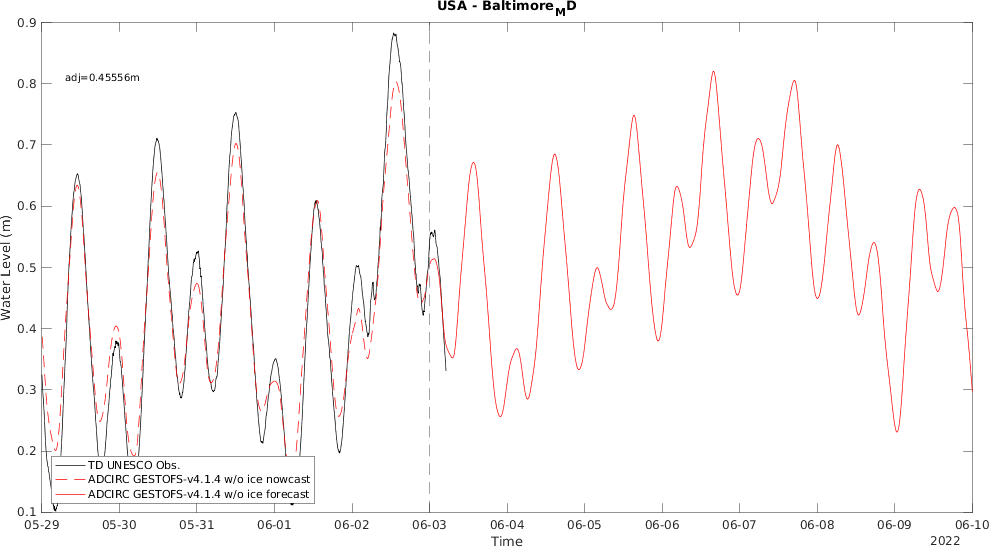 USA - Baltimore_MD
0.9
0.8
0.7
0.6
0.5
0.4
0.3
0.2
0.1
Water Level (m)
adj=0.45556m
TD UNESCO Obs.
ADCIRC GESTOFS-v4.1.4 w/o ice nowcast
ADCIRC GESTOFS-v4.1.4 w/o ice forecast
05-29 05-30 05-31 06-01 06-02 06-03 06-04 06-05 06-06 06-07 06-08 06-09 06-10
Time
2022